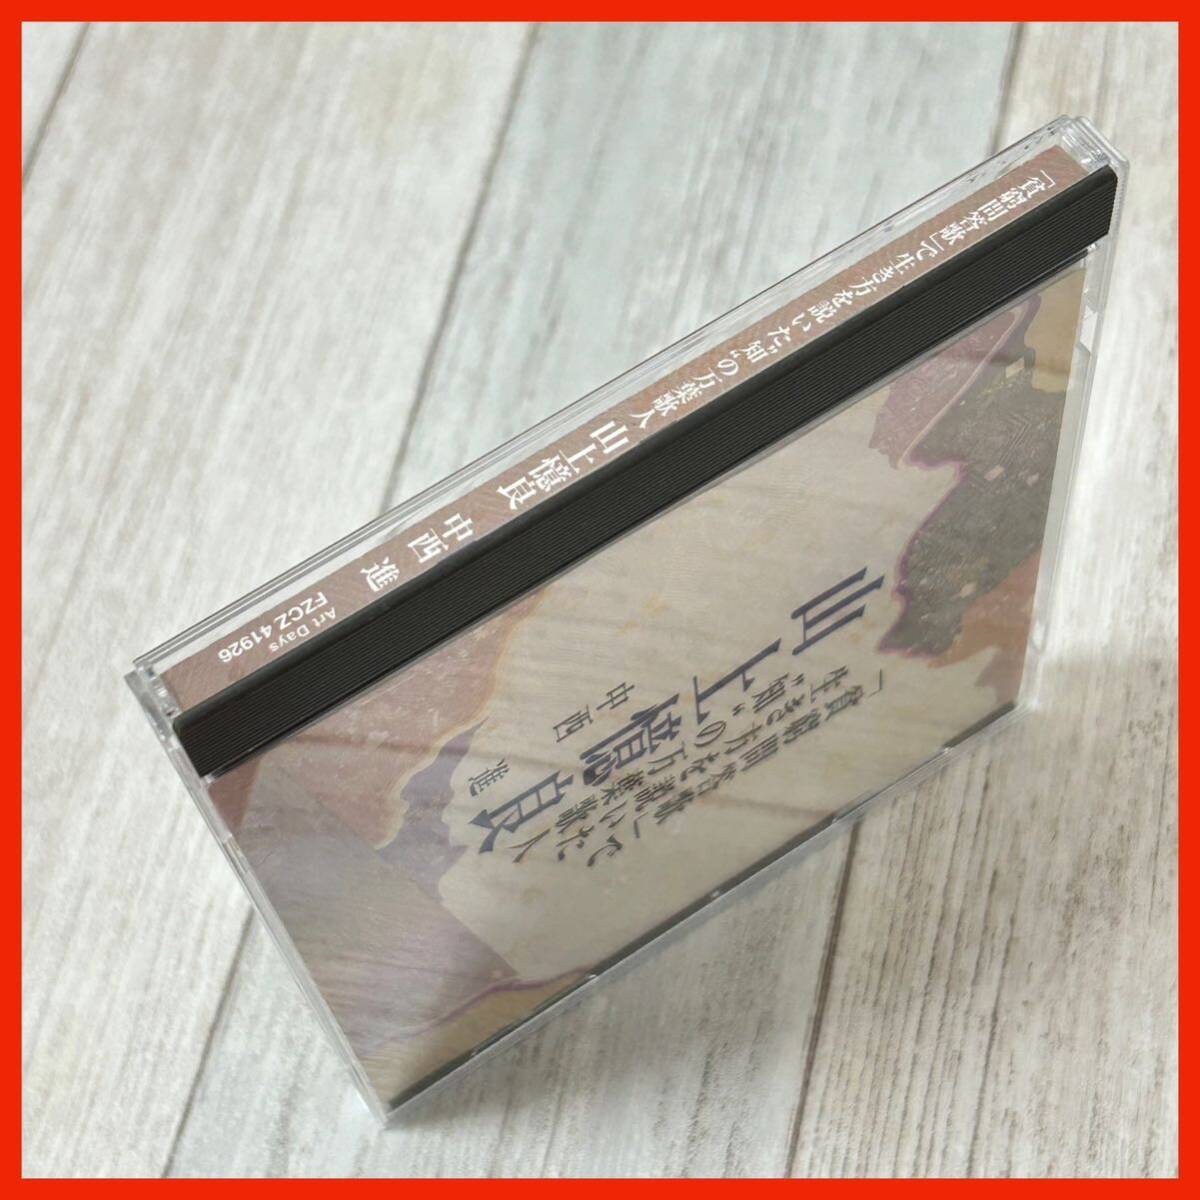 「貧窮問答歌」で生き方を説いた“知”の万葉歌人 山上憶良 中西 進
Art Days
FZCZ 41926
「貧窮問答歌」で
生き方を説いた
“知”の万葉歌人
山上憶良
中西 進